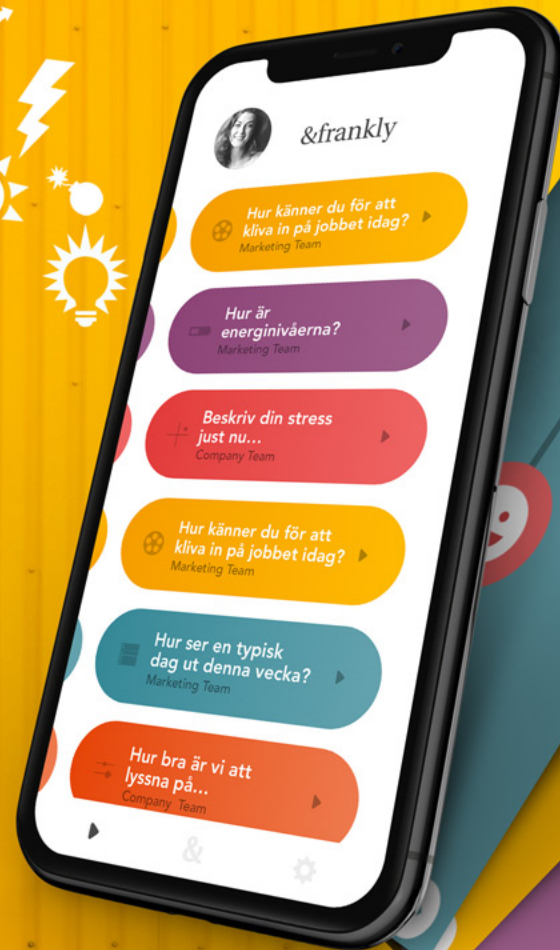 &frankly
Hur känner du för att
kliva in på jobbet idag?
Marketing Team
Hur är
energinivåerna?
Marketing Team
Beskriv din stress
just nu...
Company Team
Hur känner du för att
kliva in på jobbet idag?
Marketing Team
Hur ser en typisk
dag ut denna vecka?
Marketing Team
Hur bra är vi att
lyssna på...
Company Team
&